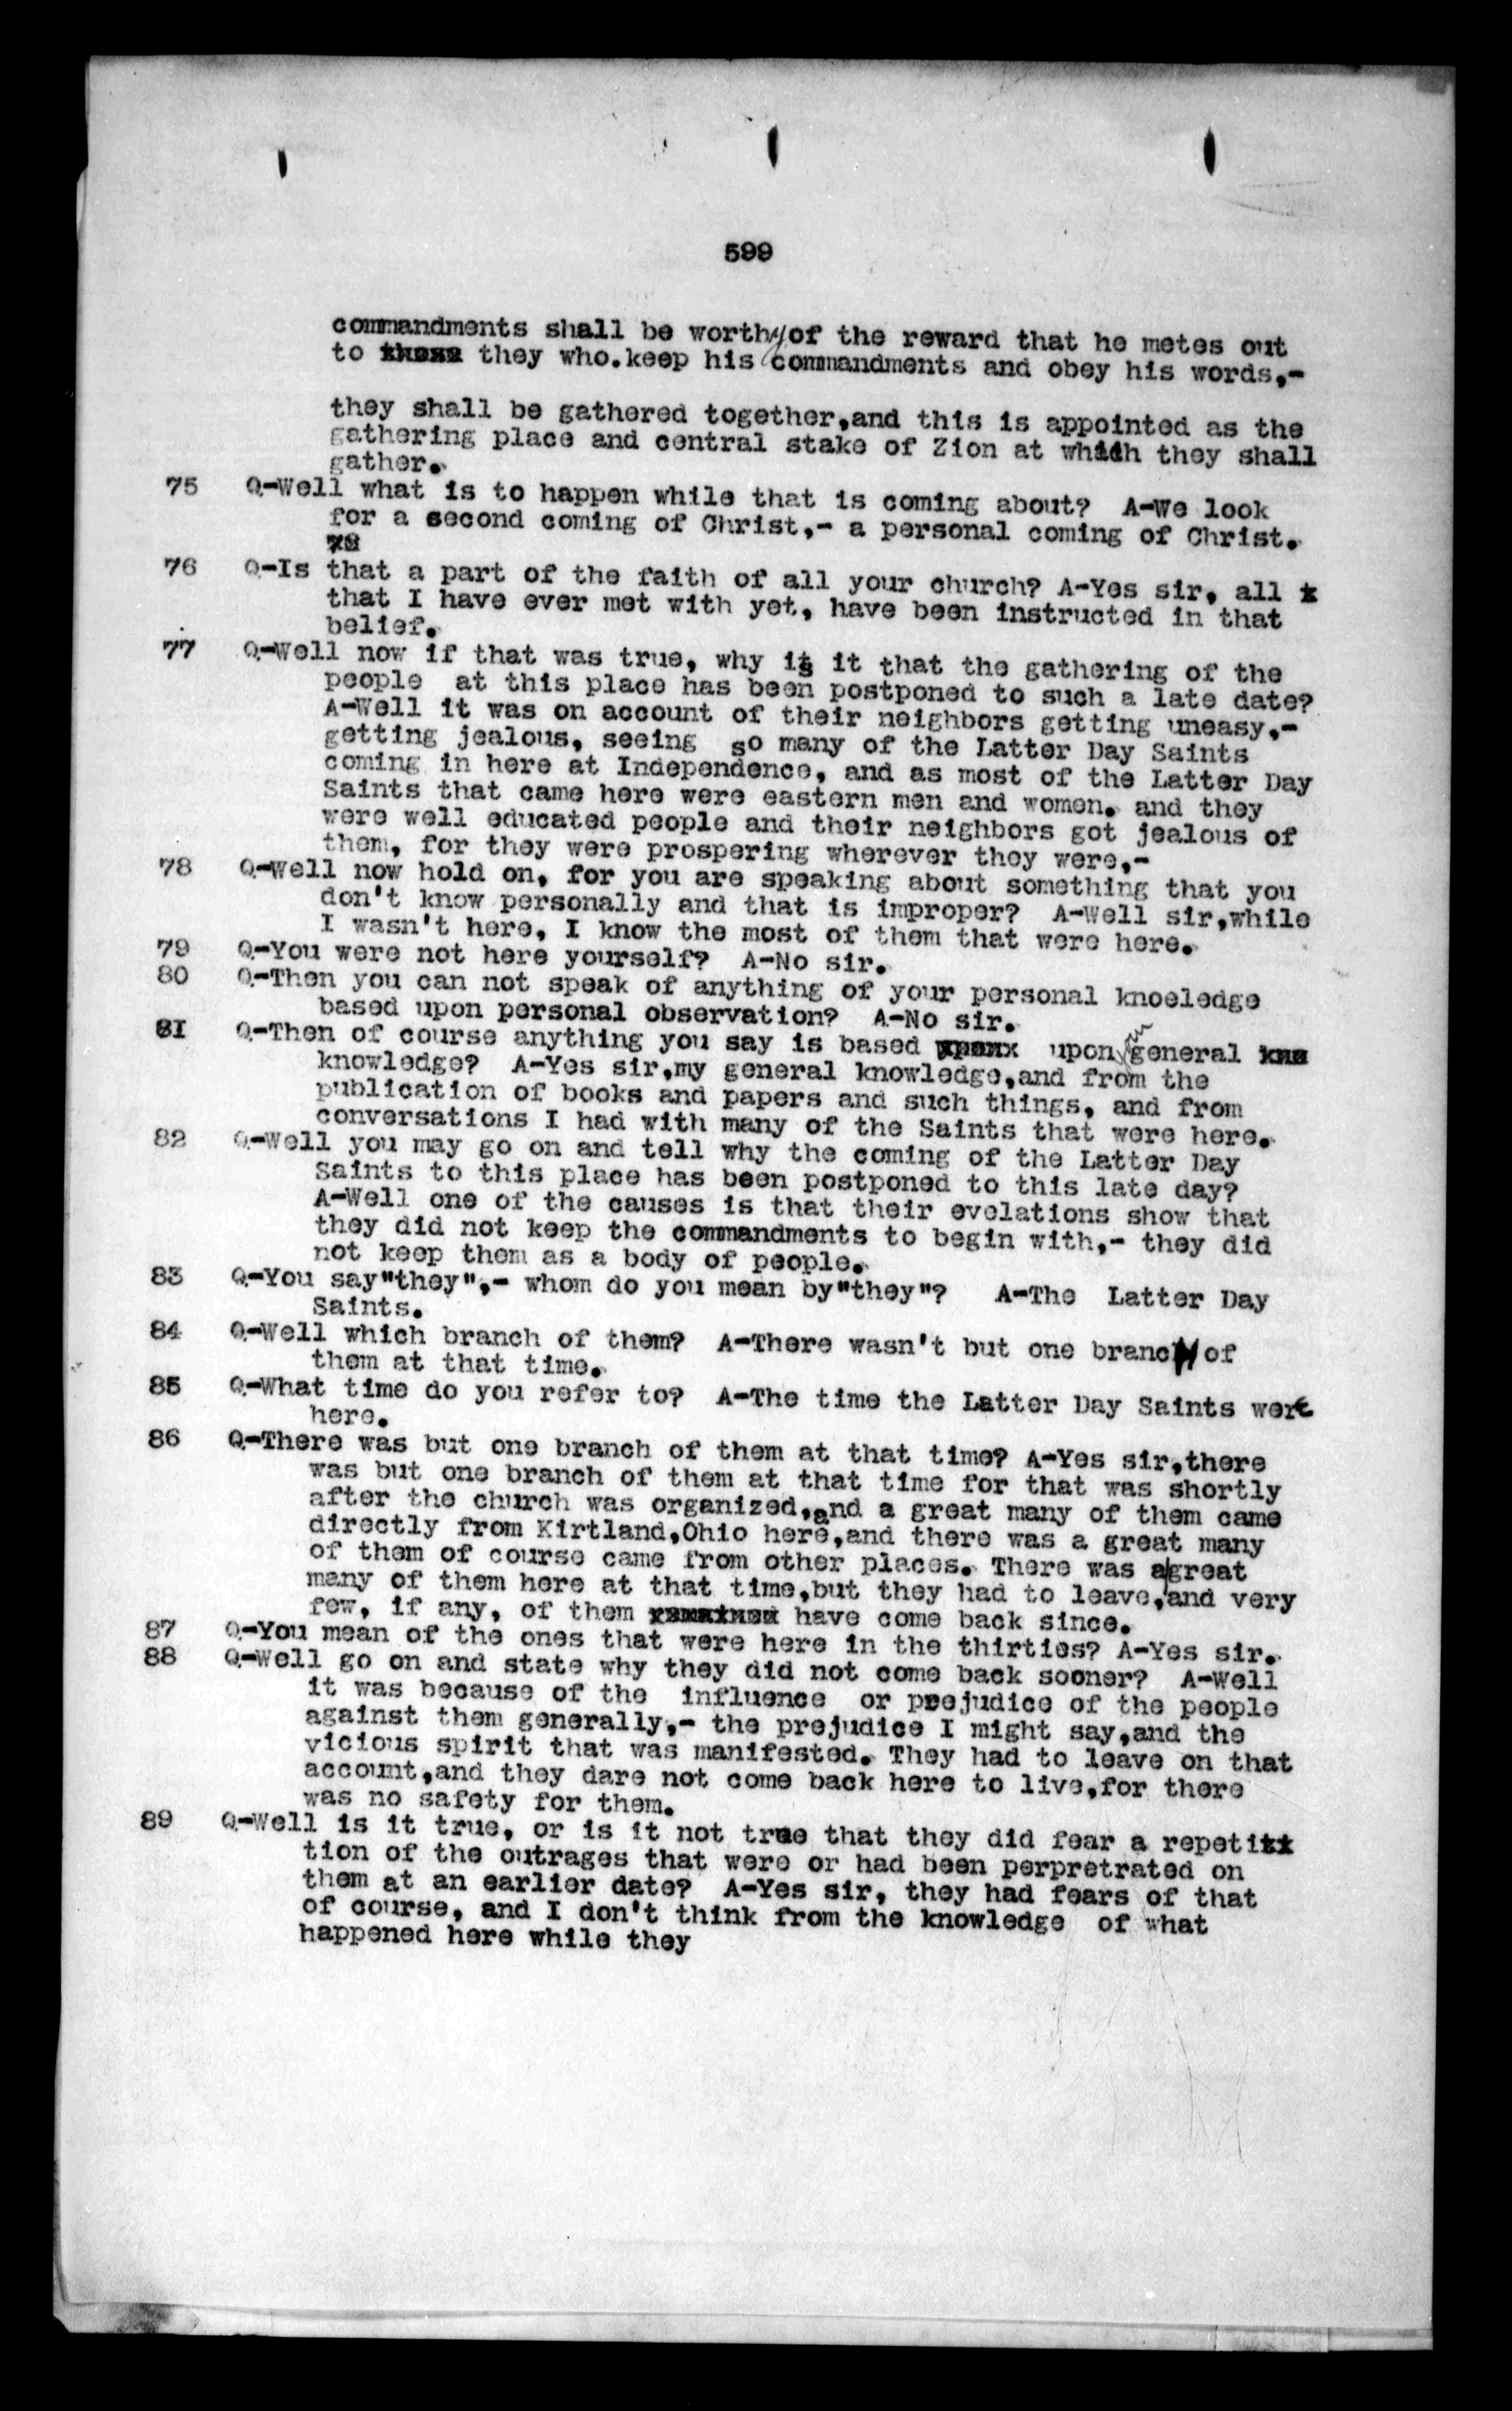 599
commandments shall be worthy of the reward that he metes out
to they who.keep his commandments and obey his words,-
they shall be gathered together,and this is appointed as the
gathering place and central stake of Zion at which they shall
gather.
75 Q-Well what is to happen while that is coming about? A-We look
for a second coming of Christ,- a personal coming of Christ.
76 Q-Is that a part of the faith of all your church? A-Yes sir, all
that I have ever met with yet, have been instructed in that
belief.
77 Q-Well now if that was true, why is it that the gathering of the
people at this place has been postponed to such a late date?
A-Well it was on account of their neighbors getting uneasy,-
getting jealous, seeing so many of the Latter Day Saints
coming in here at Independence, and as most of the Latter Day
Saints that came here were eastern men and women. and they
were well educated people and their neighbors got jealous of
them, for they were prospering wherever they were,-
78 Q-Well now hold on, for you are speaking about something that you
don't know personally and that is improper? A-Well sir,while
I wasn't here, I know the most of them that were here.
79 Q-You were not here yourself? A-No sir.
80 Q-Then you can not speak of anything of your personal knoeledge
based upon personal observation? A-No sir.
81 Q-Then of course anything you say is based upon general
knowledge? A-Yes sir,my general knowledge,and from the
publication of books and papers and such things, and from
conversations I had with many of the Saints that were here.
82 Q-Well you may go on and tell why the coming of the Latter Day
Saints to this place has been postponed to this late day?
A-Well one of the causes is that their evelations show that
they did not keep the commandments to begin with,- they did
not keep them as a body of people.
83 Q-You say"they",- whom do you mean by"they"? A-The Latter Day
Saints.
84 Q-Well which branch of them? A-There wasn't but one branch of
them at that time.
85 Q-What time do you refer to? A-The time the Latter Day Saints were
here.
86 Q-There was but one branch of them at that time? A-Yes sir,there
was but one branch of them at that time for that was shortly
after the church was organized,and a great many of them came
directly from Kirtland,Ohio here,and there was a great many
of them of course came from other places. There was a great
many of them here at that time,but they had to leave,and very
few, if any, of them have come back since.
87 Q-You mean of the ones that were here in the thirties? A-Yes sir.
88 Q-Well go on and state why they did not come back sooner? A-Well
it was because of the influence or prejudice of the people
against them generally,- the prejudice I might say,and the
vicious spirit that was manifested. They had to leave on that
account,and they dare not come back here to live,for there
was no safety for them.
89 Q-Well is it true, or is it not true that they did fear a repeti
tion of the outrages that were or had been perpretrated on
them at an earlier date? A-Yes sir, they had fears of that
of course, and I don't think from the knowledge of what
happened here while they